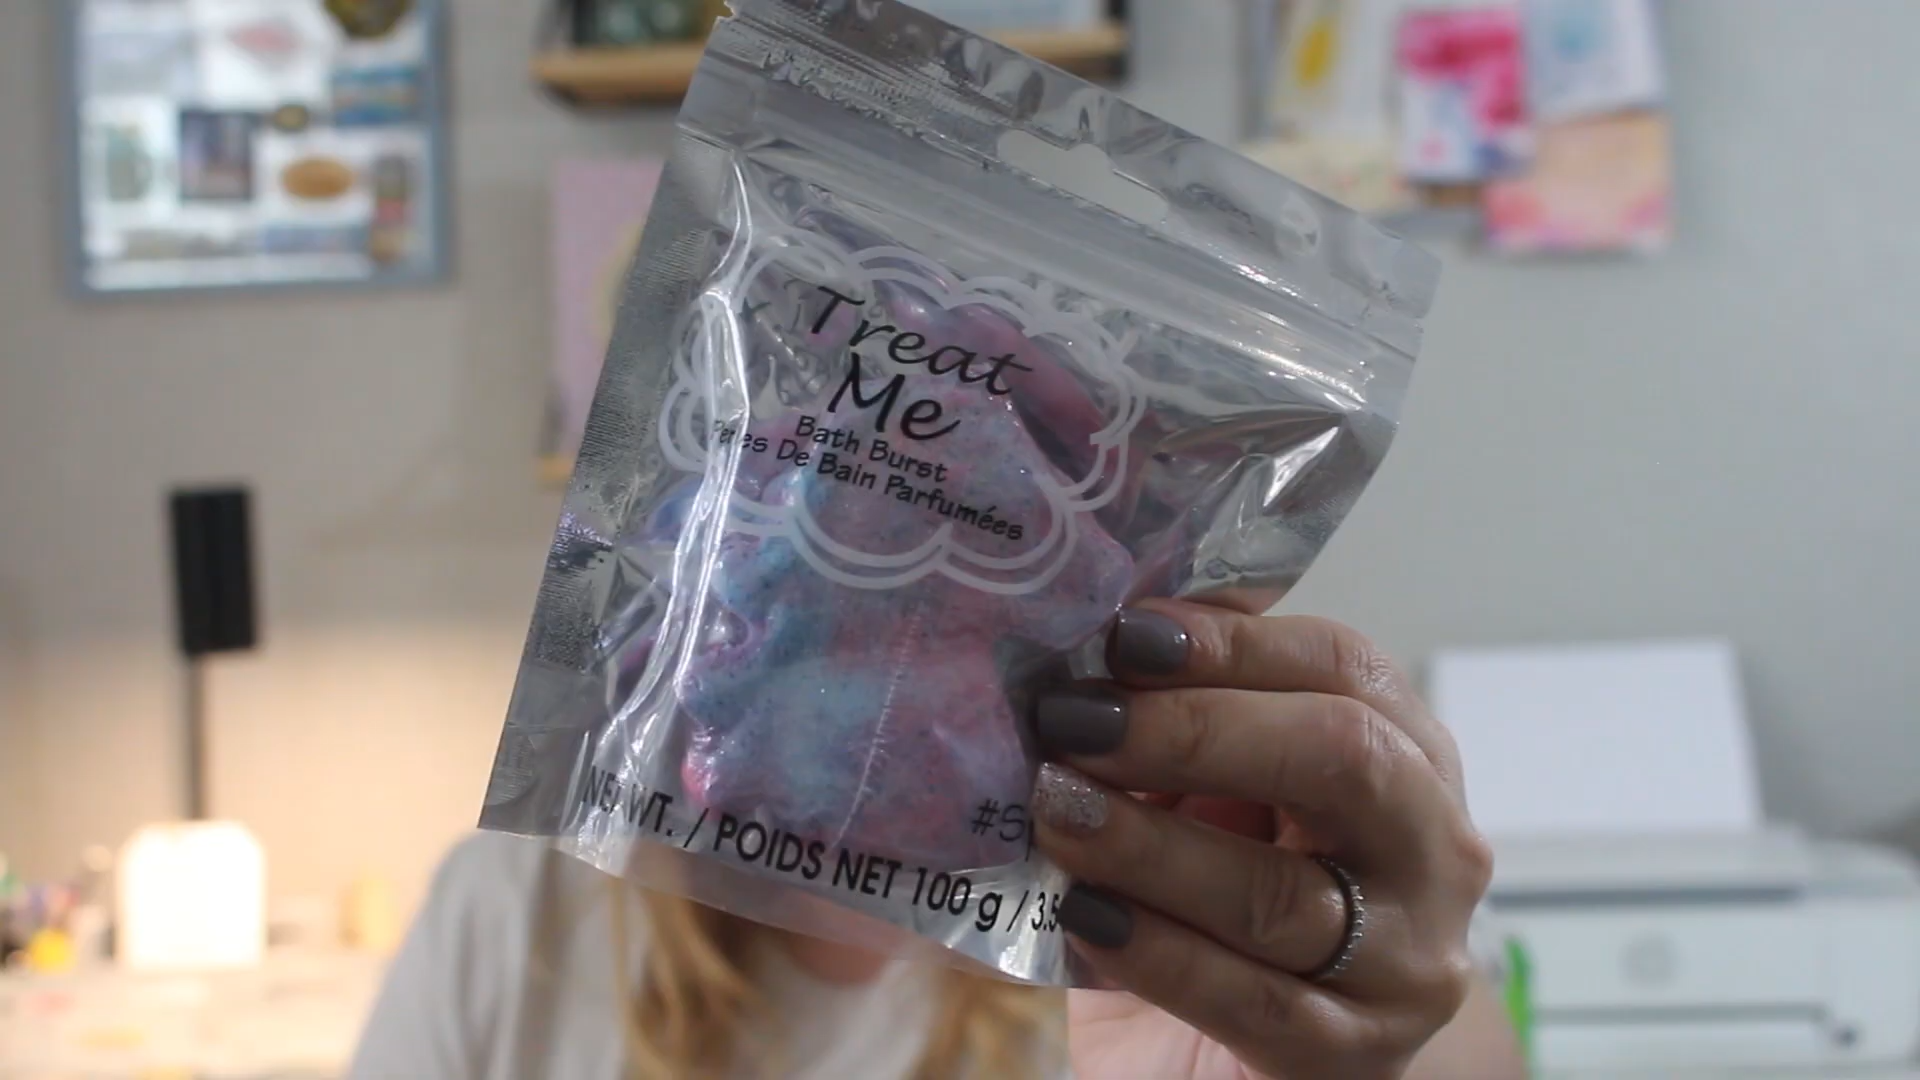 Treat
Me
Bath Burst
Perles De Bain Parfumées
NET WT. / POIDS NET 100 g / 3.5